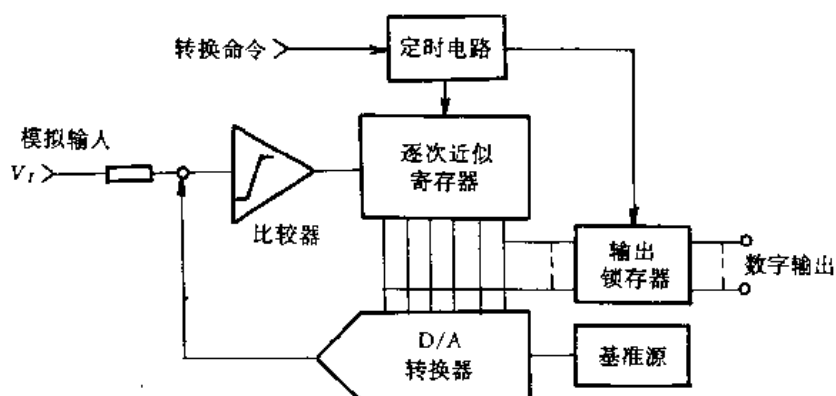 转换命令
定时电路
模拟输人
V_I
逐次近似
寄存器
比较器
输出
锁存器
数字输出
D/A
转换器
基准源